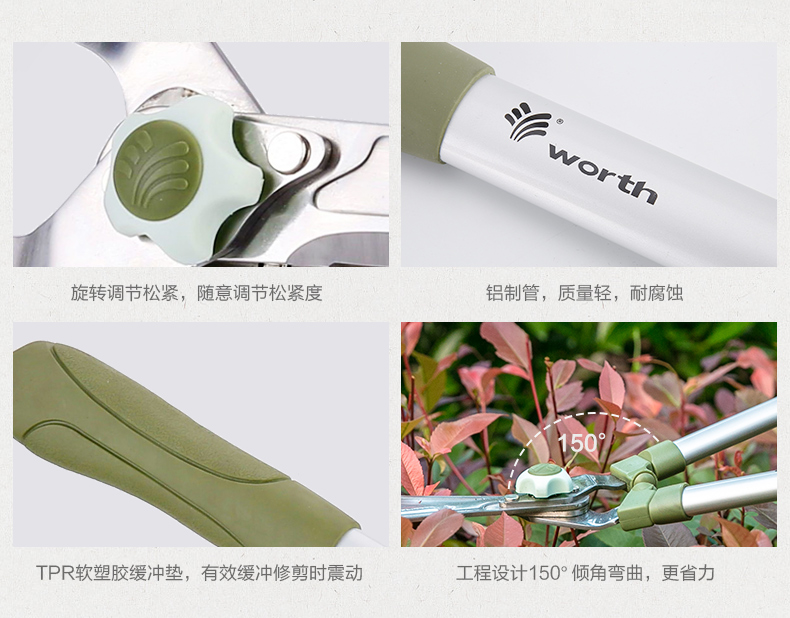 ®
worth
旋转调节松紧，随意调节松紧度
铝制管，质量轻，耐腐蚀
150°
TPR软塑胶缓冲垫，有效缓冲修剪时震动
工程设计150°倾角弯曲，更省力